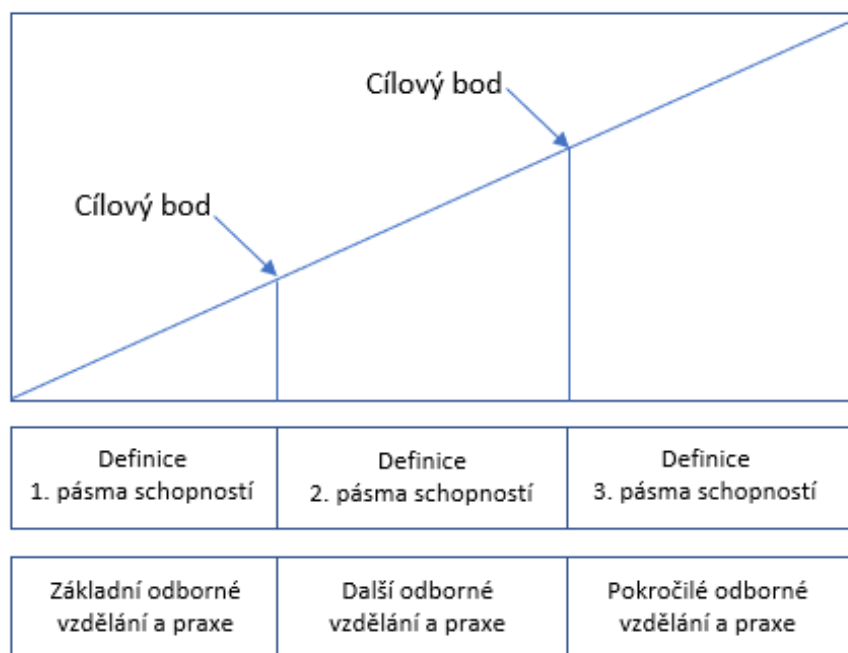 Cílový bod
Cílový bod
Definice
1. pásma schopností
Definice
2. pásma schopností
Definice
3. pásma schopností
Základní odborné
vzdělání a praxe
Další odborné
vzdělání a praxe
Pokročilé odborné
vzdělání a praxe